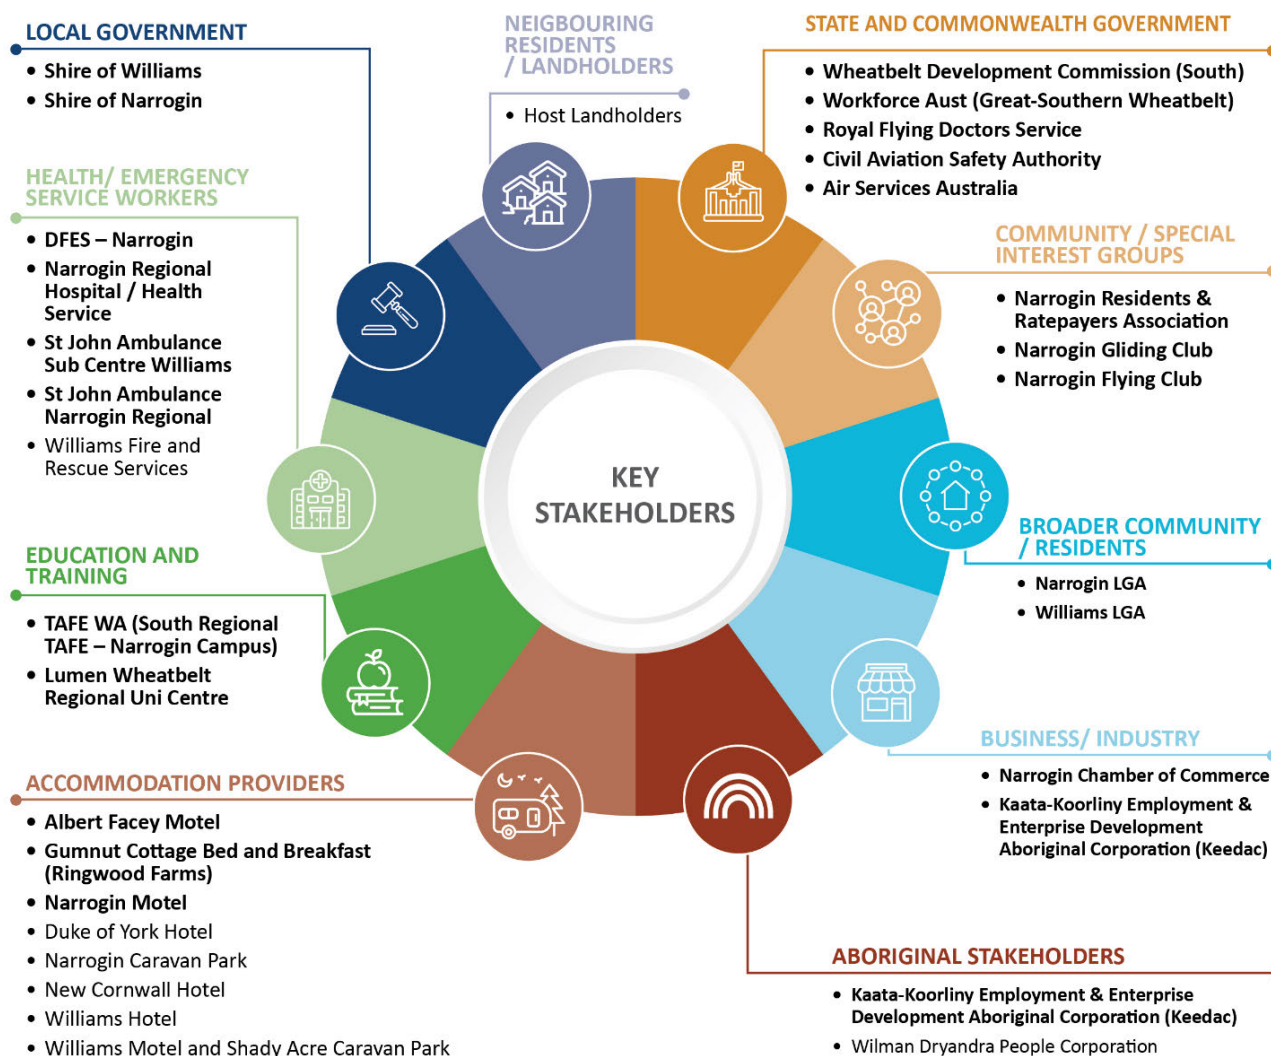 LOCAL GOVERNMENT
• Shire of Williams
• Shire of Narrogin
NEIGBOURING
RESIDENTS
/ LANDHOLDERS
• Host Landholders
STATE AND COMMONWEALTH GOVERNMENT
• Wheatbelt Development Commission (South)
• Workforce Aust (Great-Southern Wheatbelt)
• Royal Flying Doctors Service
• Civil Aviation Safety Authority
• Air Services Australia
HEALTH/ EMERGENCY
SERVICE WORKERS
• DFES – Narrogin
• Narrogin Regional
Hospital / Health
Service
• St John Ambulance
Sub Centre Williams
• St John Ambulance
Narrogin Regional
• Williams Fire and
Rescue Services
COMMUNITY / SPECIAL
INTEREST GROUPS
• Narrogin Residents &
Ratepayers Association
• Narrogin Gliding Club
• Narrogin Flying Club
KEY
STAKEHOLDERS
BROADER COMMUNITY
/ RESIDENTS
• Narrogin LGA
• Williams LGA
EDUCATION AND
TRAINING
• TAFE WA (South Regional
TAFE – Narrogin Campus)
• Lumen Wheatbelt
Regional Uni Centre
BUSINESS/ INDUSTRY
• Narrogin Chamber of Commerce
• Kaata-Koorliny Employment &
Enterprise Development
Aboriginal Corporation (Keedac)
ACCOMMODATION PROVIDERS
• Albert Facey Motel
• Gumnut Cottage Bed and Breakfast
(Ringwood Farms)
• Narrogin Motel
• Duke of York Hotel
• Narrogin Caravan Park
• New Cornwall Hotel
• Williams Hotel
• Williams Motel and Shady Acre Caravan Park
ABORIGINAL STAKEHOLDERS
• Kaata-Koorliny Employment & Enterprise
Development Aboriginal Corporation (Keedac)
• Wilman Dryandra People Corporation